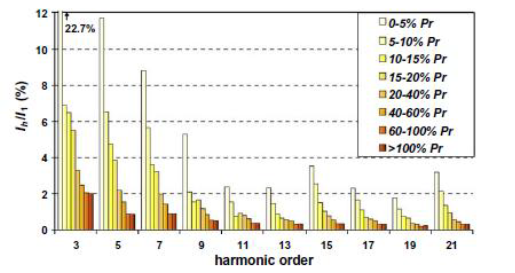 12
10
8
6
4
2
0
I_h/I_1 (%)
22.7%
0-5% Pr
5-10% Pr
10-15% Pr
15-20% Pr
20-40% Pr
40-60% Pr
60-100% Pr
>100% Pr
3 5 7 9 11 13 15 17 19 21
harmonic order